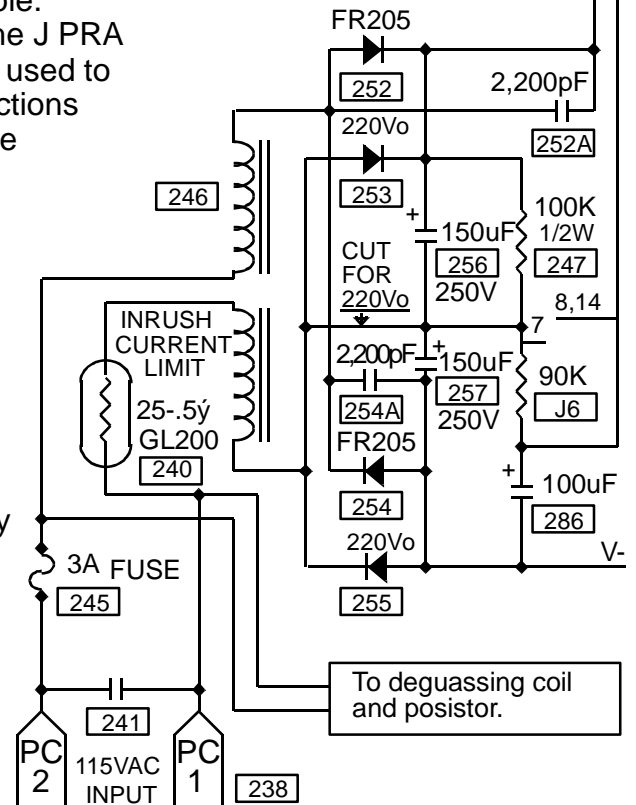 ble.
ne J PRA
used to
ctions
e
FR205
252
2,200pF
252A
220Vo
253
246
+
150uF
256
250V
100K
1/2W
247
CUT
FOR
220Vo
8,14
7
INRUSH
CURRENT
LIMIT
25-.5ý
GL200
240
2,200pF
254A
+
150uF
257
250V
90K
J6
FR205
254
+
100uF
286
220Vo
255
V-
y
3A FUSE
245
241
To deguassing coil
and posistor.
PC
2
115VAC
INPUT
PC
1
238